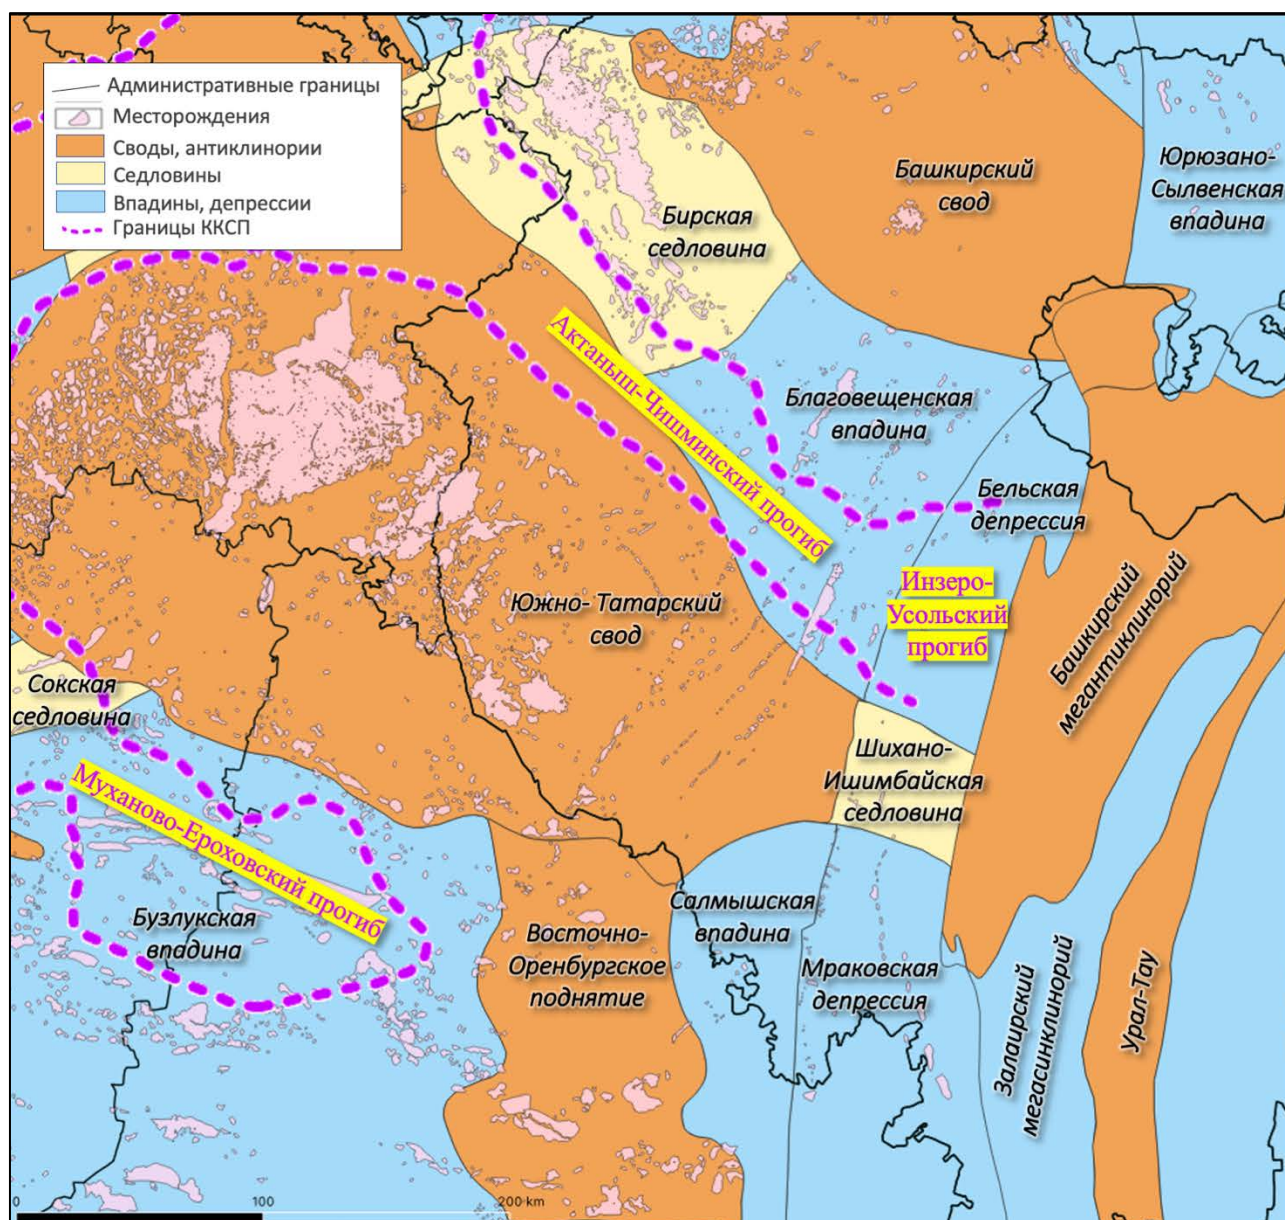 Административные границы
Месторождения
Своды, антиклинории
Седловины
Впадины, депрессии
Границы ККСП
Башкирский
свод
Юрюзано-
Сылвенская
впадина
Бирская
седловина
Актаныш-Чишминский прогиб
Благовещенская
впадина
Бельская
депрессия
Инзеро-
Усольский
прогиб
Южно- Татарский
свод
Башкирский
мегантиклинорий
Сокская
седловина
Шихано-
Ишимбайская
седловина
Муханово-Ероховский прогиб
Бузлукская
впадина
Восточно-
Оренбургское
поднятие
Салмышская
впадина
Мраковская
депрессия
Залаирский
мегасинклинорий
Урал-Тау
0 100 200 km